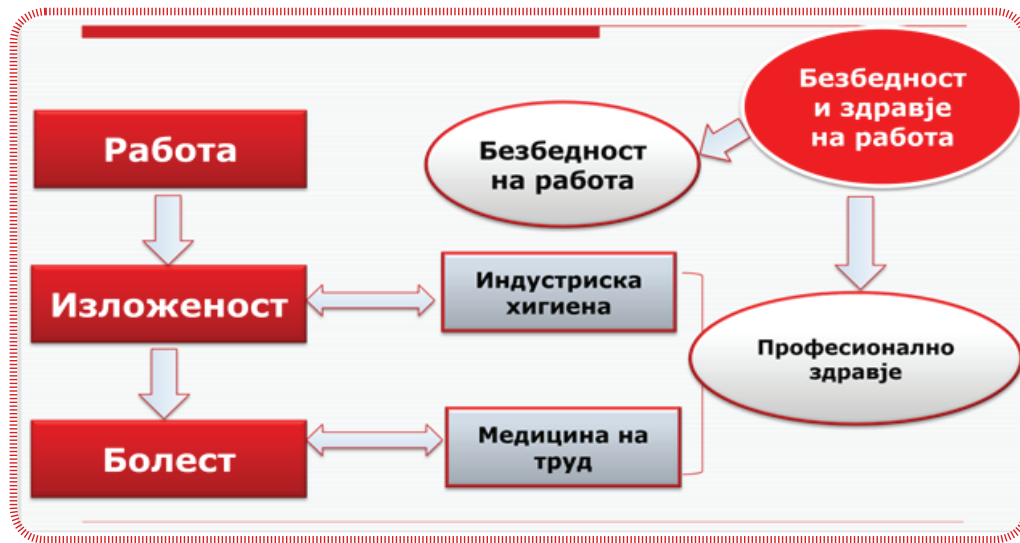 Безбедност
и здравје
на работа
Работа
Безбедност
на работа
Изложеност
Индустриска
хигиена
Професионално
здравје
Болест
Медицина на
труд